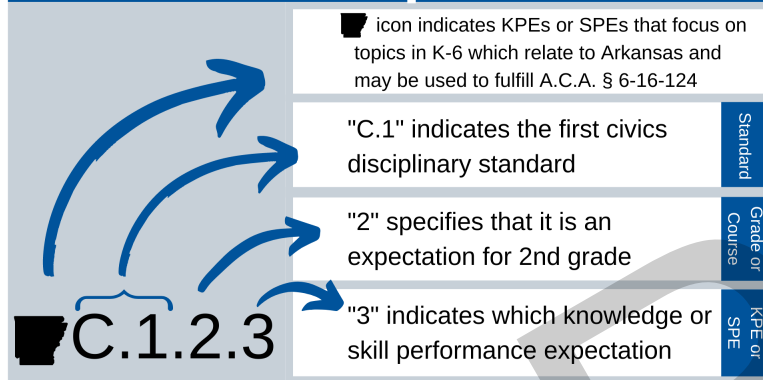 icon indicates KPEs or SPEs that focus on
topics in K-6 which relate to Arkansas and
may be used to fulfill A.C.A. § 6-16-124
"C.1" indicates the first civics
disciplinary standard
Standard
"2" specifies that it is an
expectation for 2nd grade
Grade or
Course
C.1.2.3
"3" indicates which knowledge or
skill performance expectation
KPE or
SPE